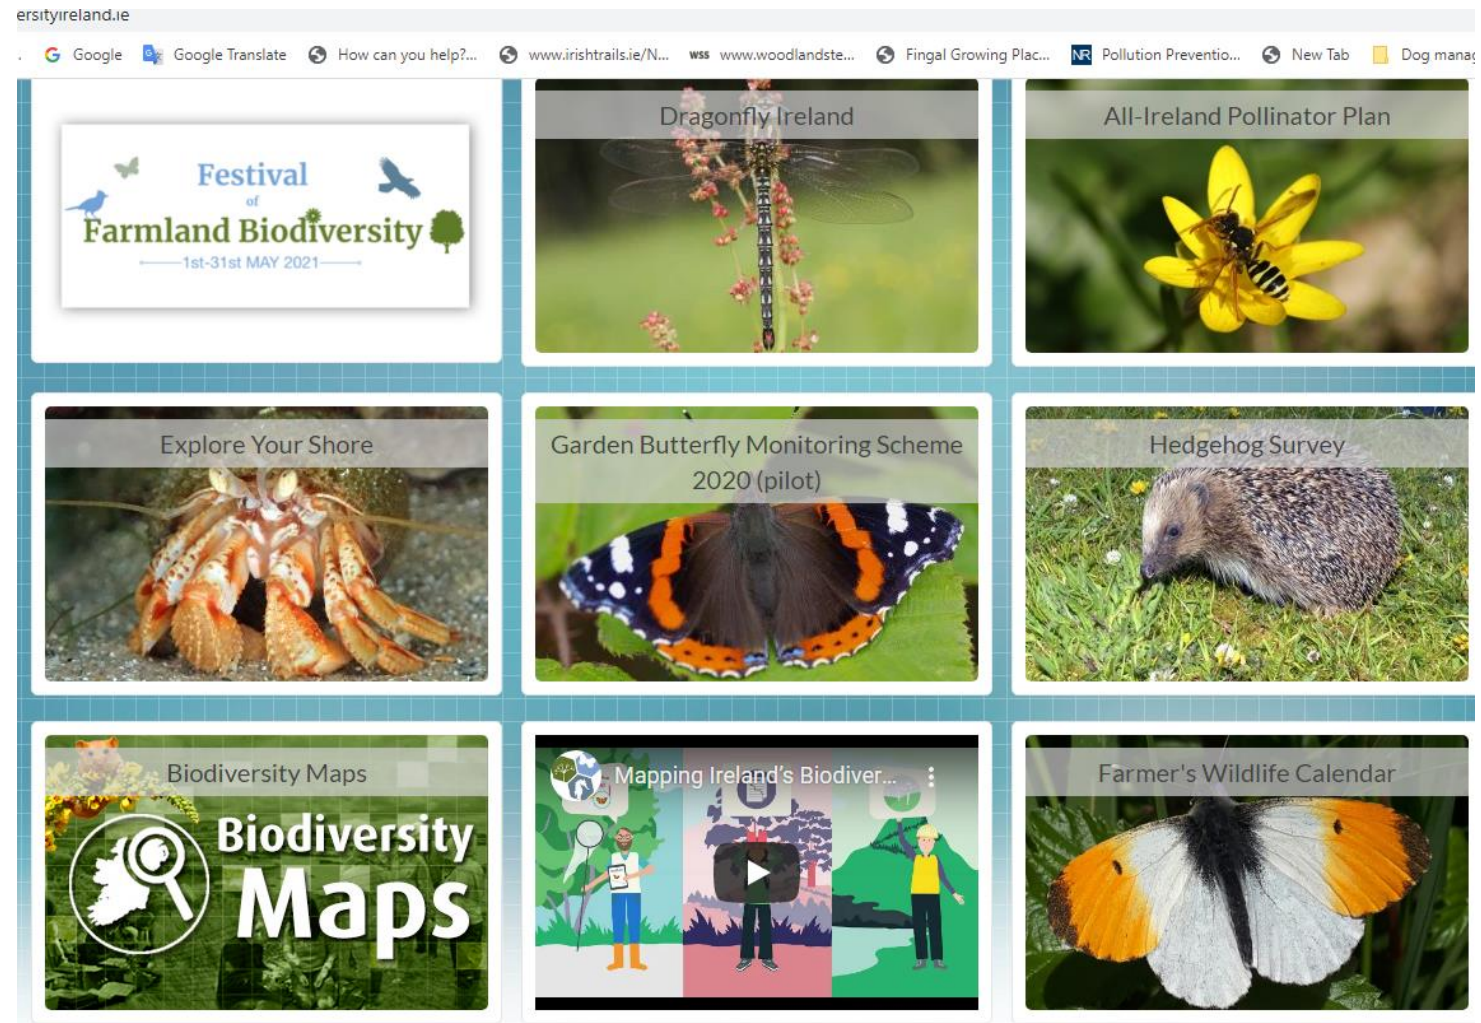 ersityireland.ie
Google Google Translate How can you help?... www.irishtrails.ie/N... wss www.woodlandste... Fingal Growing Plac... NR Pollution Preventio... New Tab Dog manag
Festival
of
Farmland Biodiversity
1st-31st MAY 2021
Dragonfly Ireland
All-Ireland Pollinator Plan
Explore Your Shore
Garden Butterfly Monitoring Scheme
2020 (pilot)
Hedgehog Survey
Biodiversity Maps
Biodiversity
Maps
Mapping Ireland's Biodiver...
Farmer's Wildlife Calendar